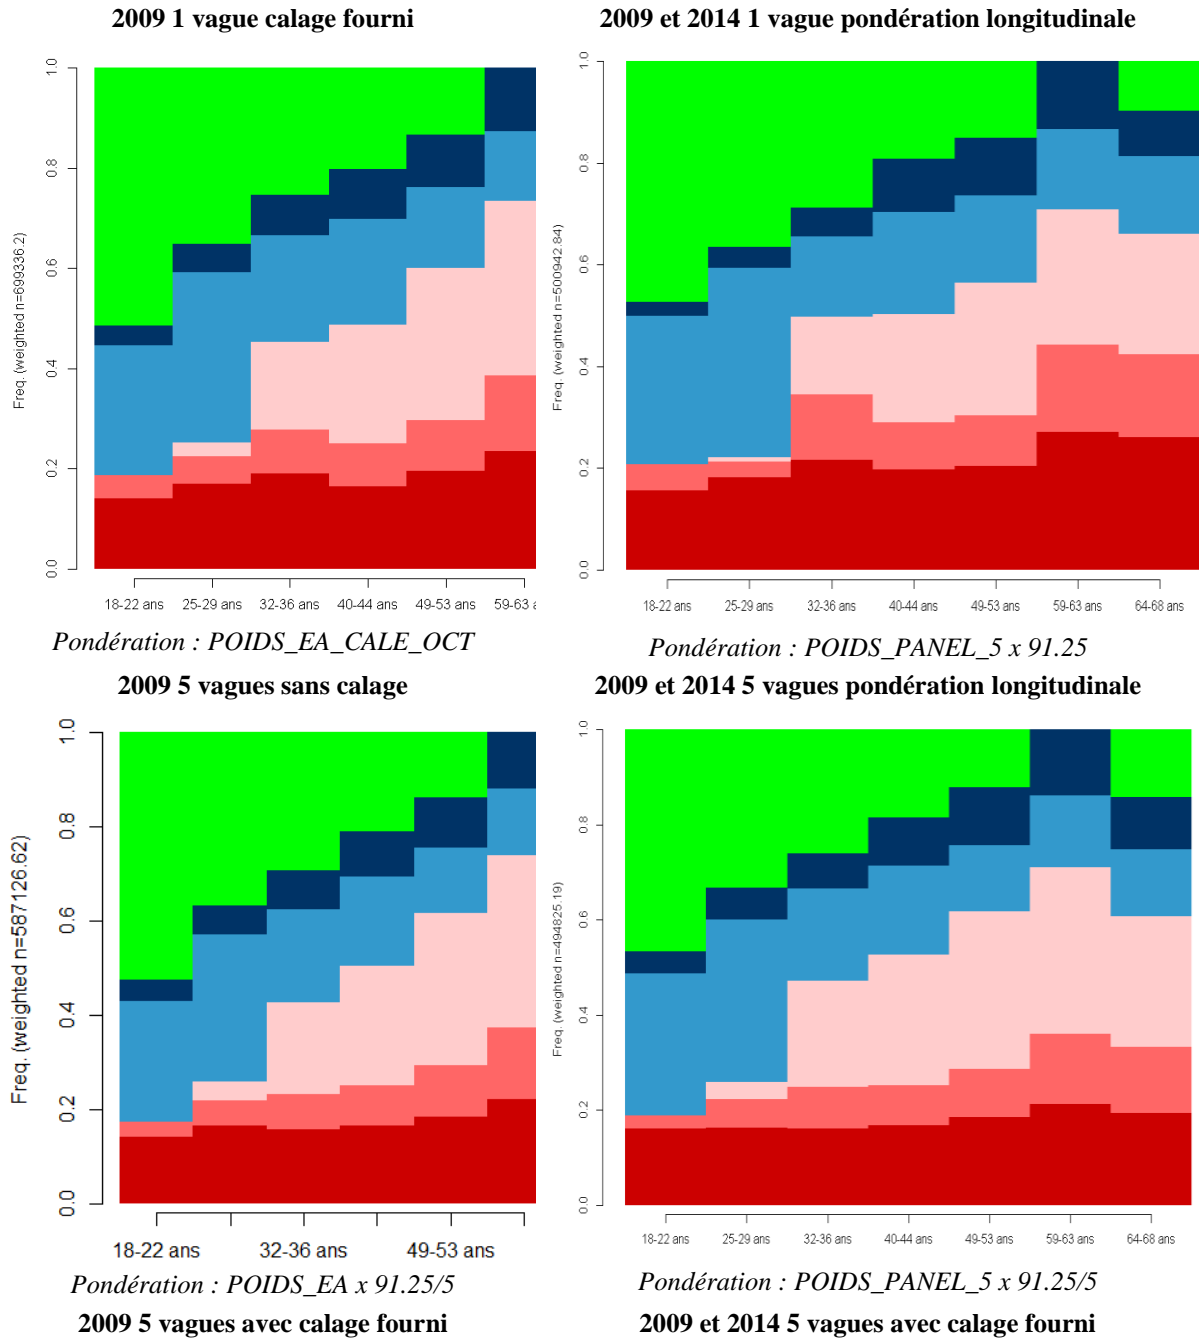 2009 1 vague calage fourni
2009 et 2014 1 vague pondération longitudinale
Freq. (weighted n=699336.2)
1.0
0.8
0.6
0.4
0.2
0.0
18-22 ans 25-29 ans 32-36 ans 40-44 ans 49-53 ans 59-63 a
Freq. (weighted n=500942.84)
1.0
0.8
0.6
0.4
0.2
0.0
18-22 ans 25-29 ans 32-36 ans 40-44 ans 49-53 ans 59-63 ans 64-68 ans
Pondération : POIDS_EA_CALE_OCT
Pondération : POIDS_PANEL_5 x 91.25
2009 5 vagues sans calage
2009 et 2014 5 vagues pondération longitudinale
Freq. (weighted n=587126.62)
1.0
0.8
0.6
0.4
0.2
0.0
18-22 ans 32-36 ans 49-53 ans
Freq. (weighted n=494825.19)
1.0
0.8
0.6
0.4
0.2
0.0
18-22 ans 25-29 ans 32-36 ans 40-44 ans 49-53 ans 59-63 ans 64-68 ans
Pondération : POIDS_EA x 91.25/5
Pondération : POIDS_PANEL_5 x 91.25/5
2009 5 vagues avec calage fourni
2009 et 2014 5 vagues avec calage fourni